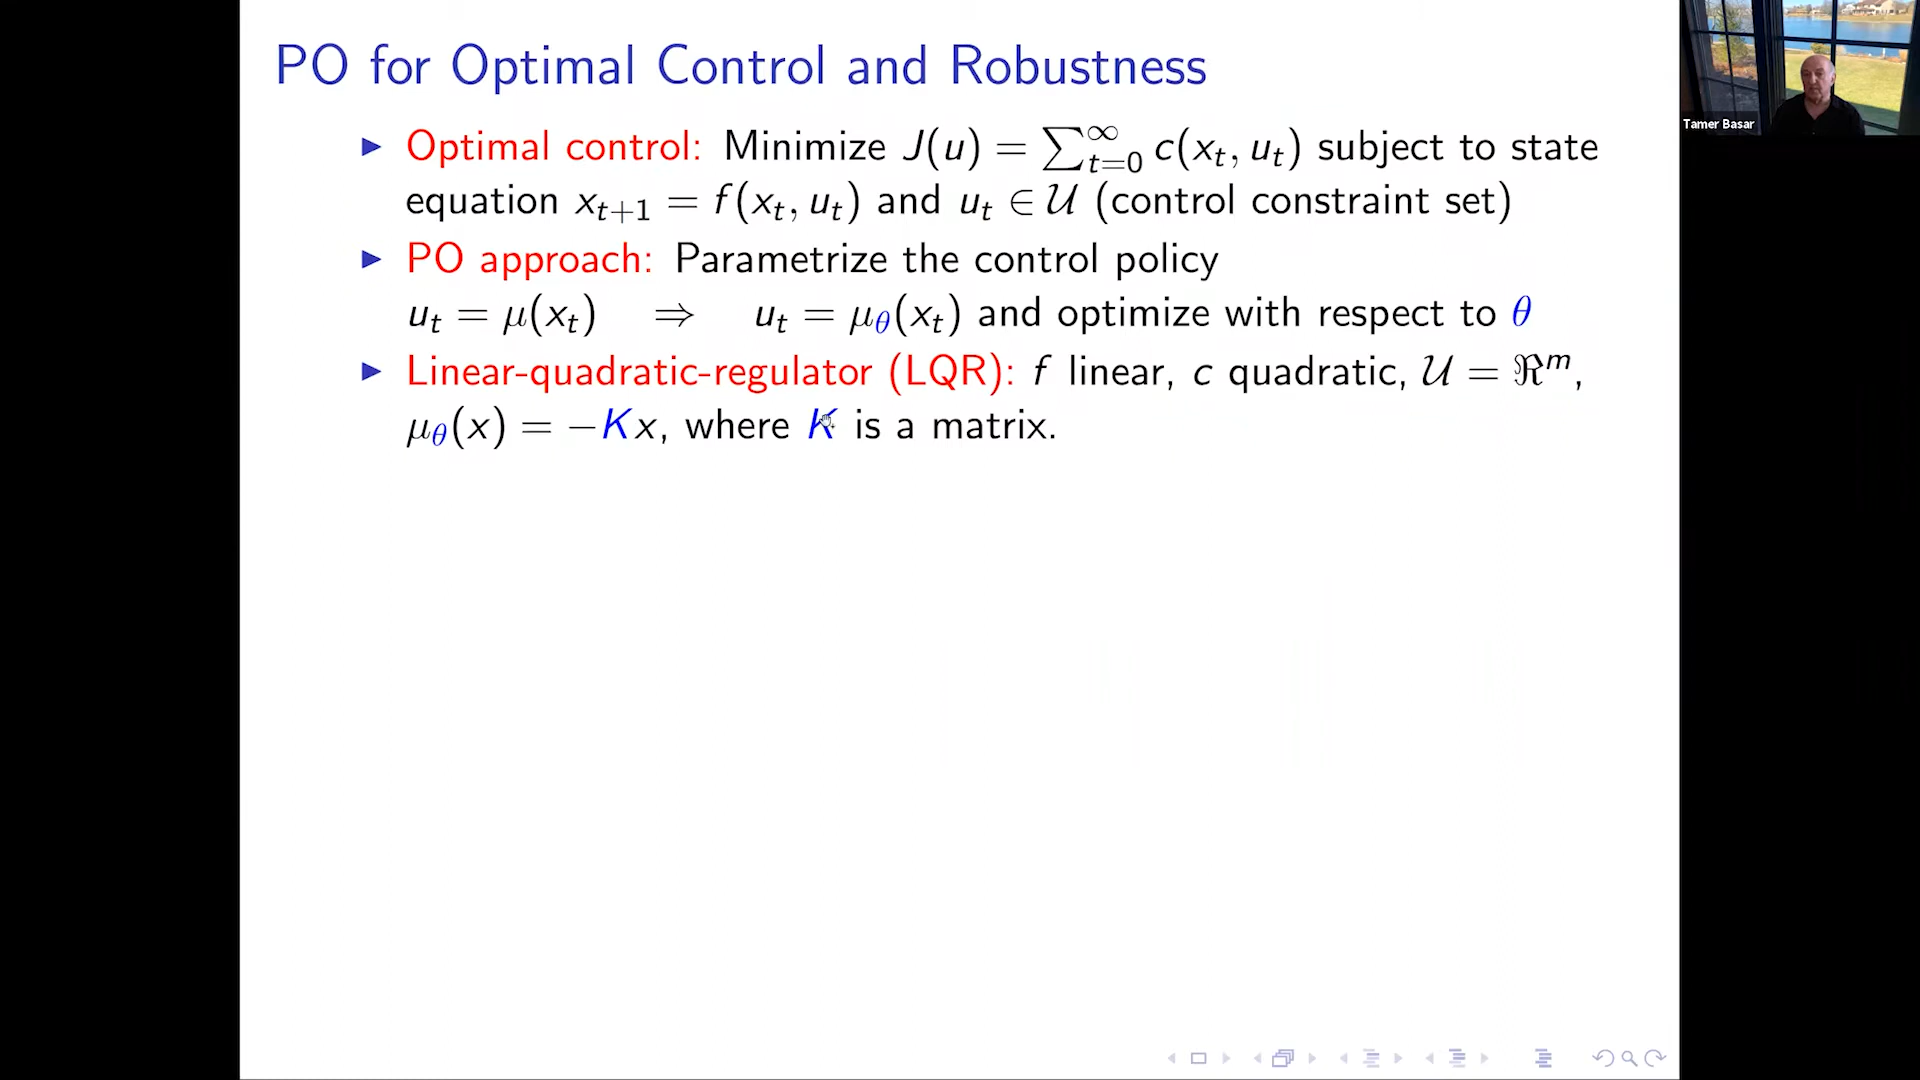 PO for Optimal Control and Robustness
Tamer Basar
▶ Optimal control: Minimize J(u) = ∑_{t=0}^{∞} c(x_t, u_t) subject to state
equation x_{t+1} = f(x_t, u_t) and u_t ∈ 𝒰 (control constraint set)
▶ PO approach: Parametrize the control policy
u_t = μ(x_t) ⇒ u_t = μ_θ(x_t) and optimize with respect to θ
▶ Linear-quadratic-regulator (LQR): f linear, c quadratic, 𝒰 = ℜ^m,
μ_θ(x) = −Kx, where K is a matrix.